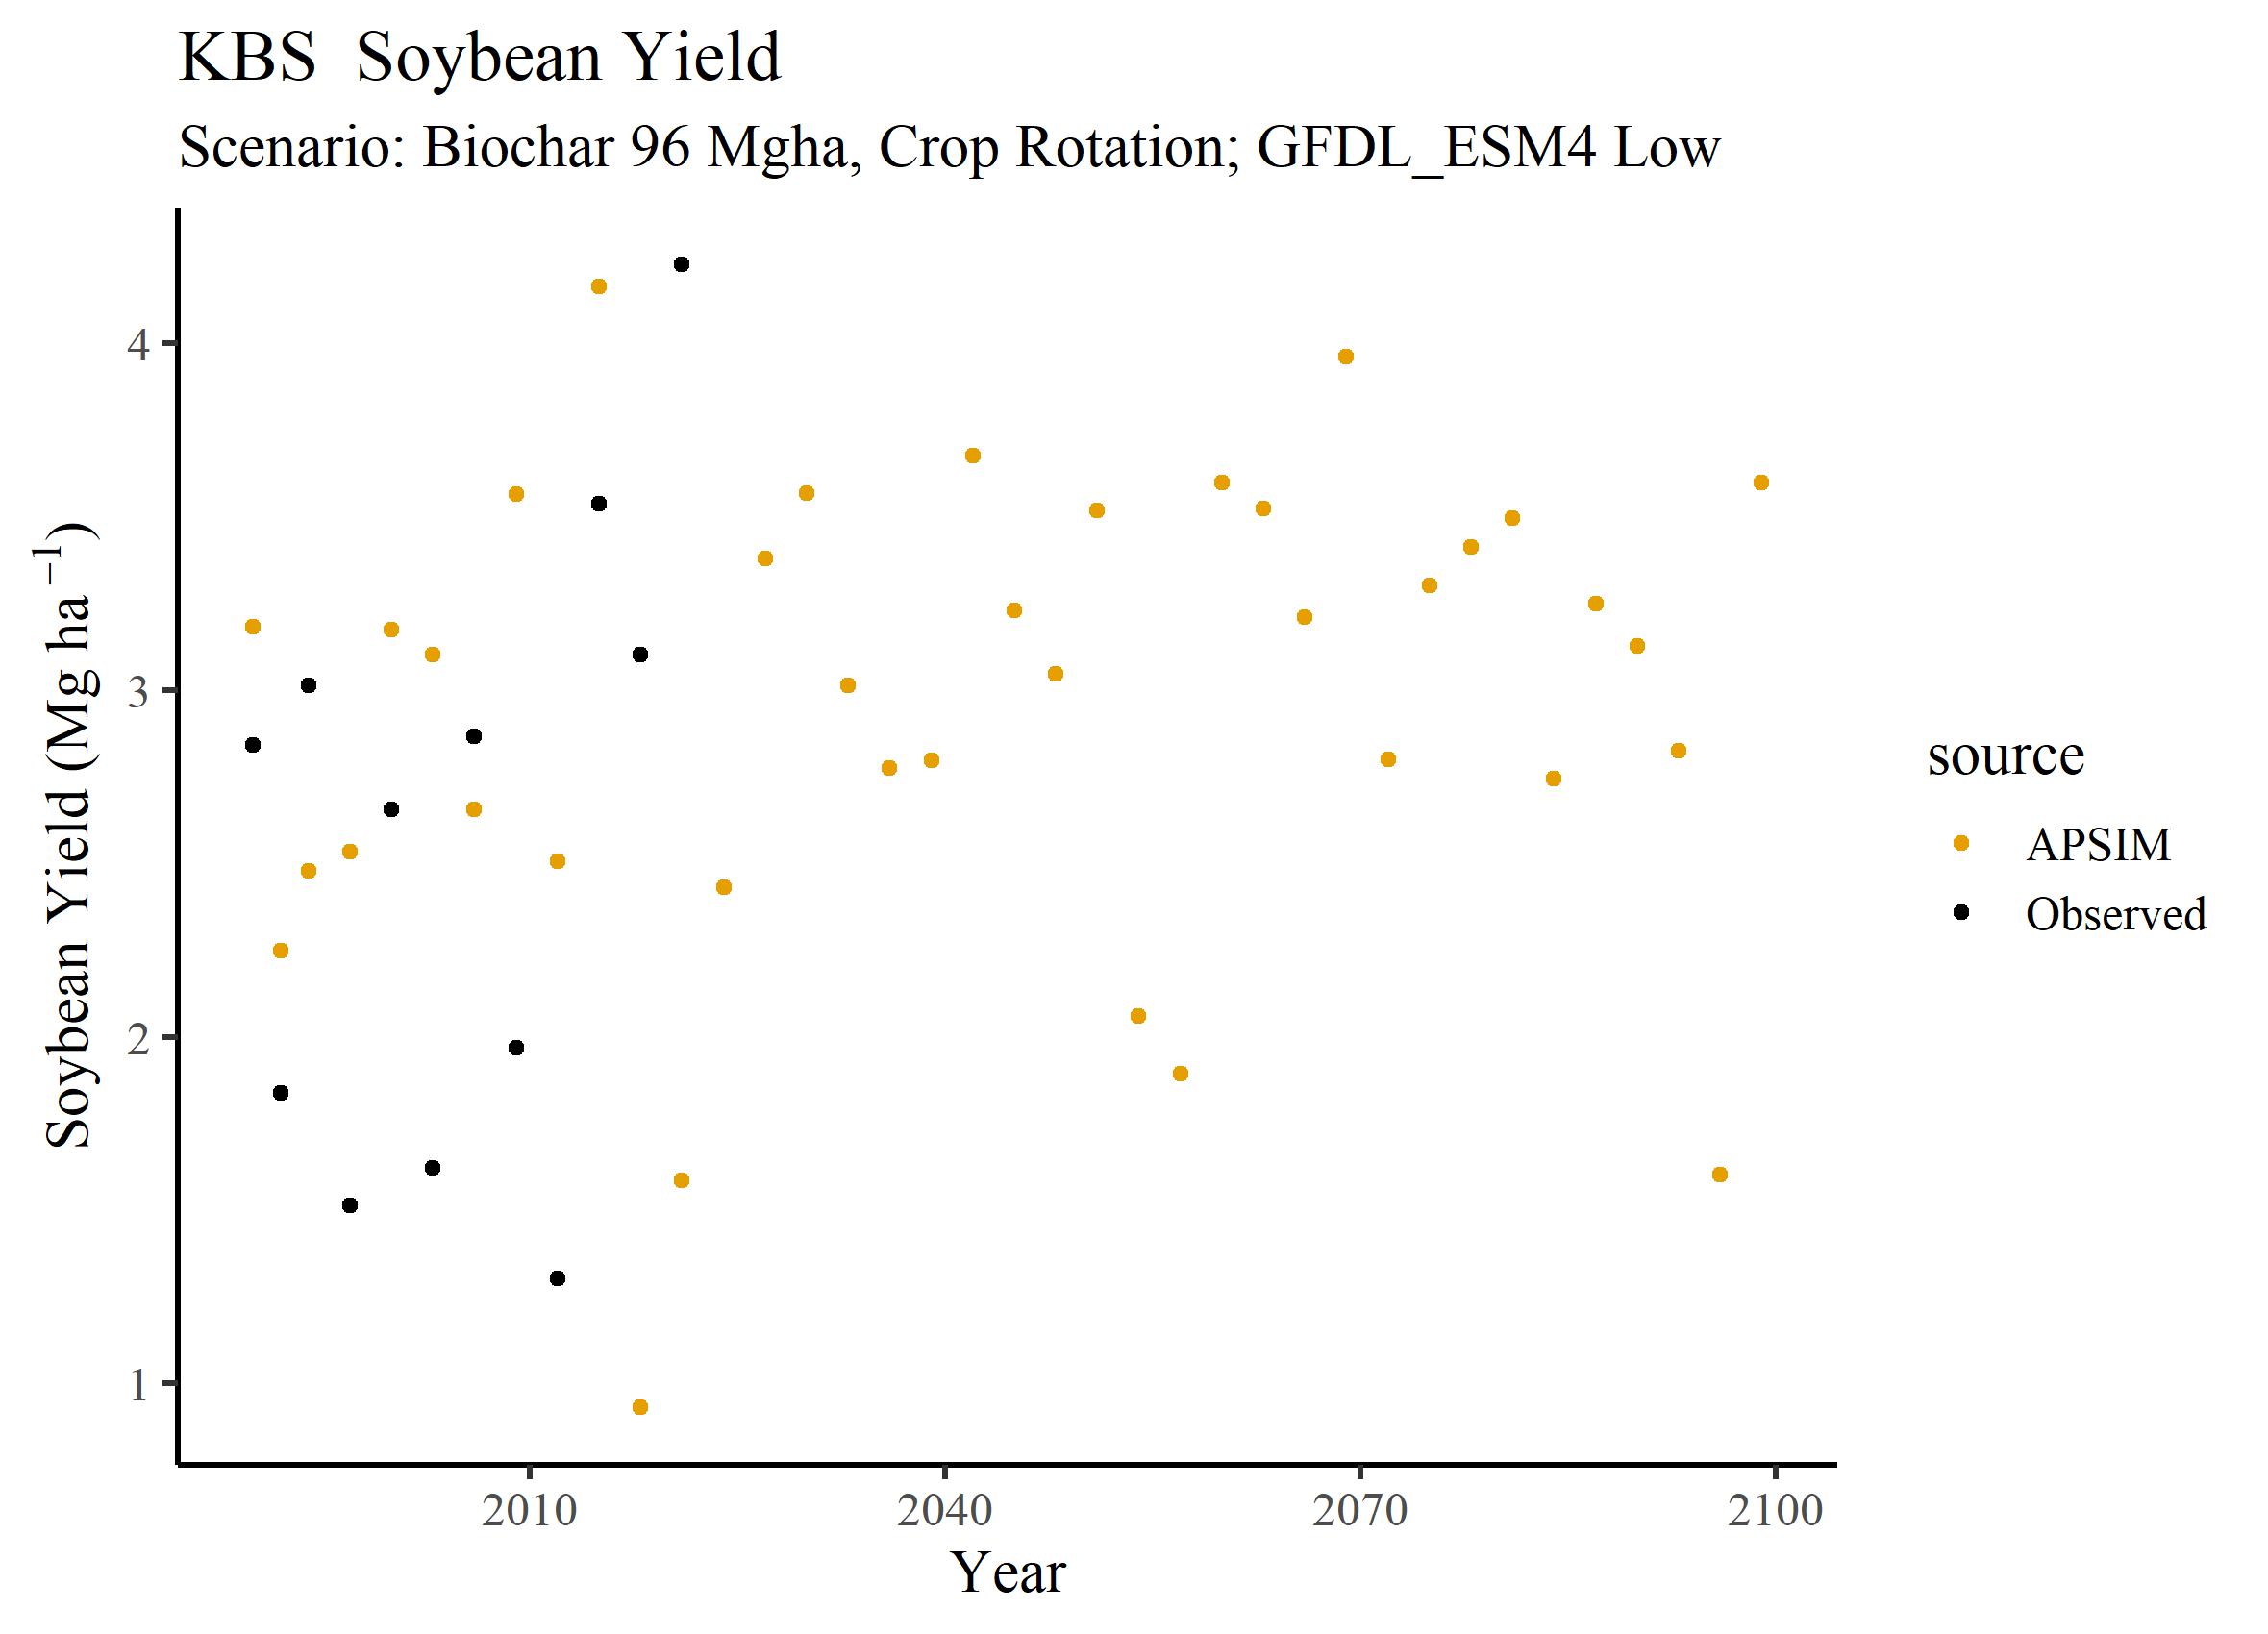 KBS  Soybean Yield
Scenario: Biochar 96 Mgha, Crop Rotation; GFDL_ESM4 Low
Soybean Yield (Mg ha⁻¹)
4
3
2
1
2010 2040 2070 2100
Year
source
APSIM
Observed